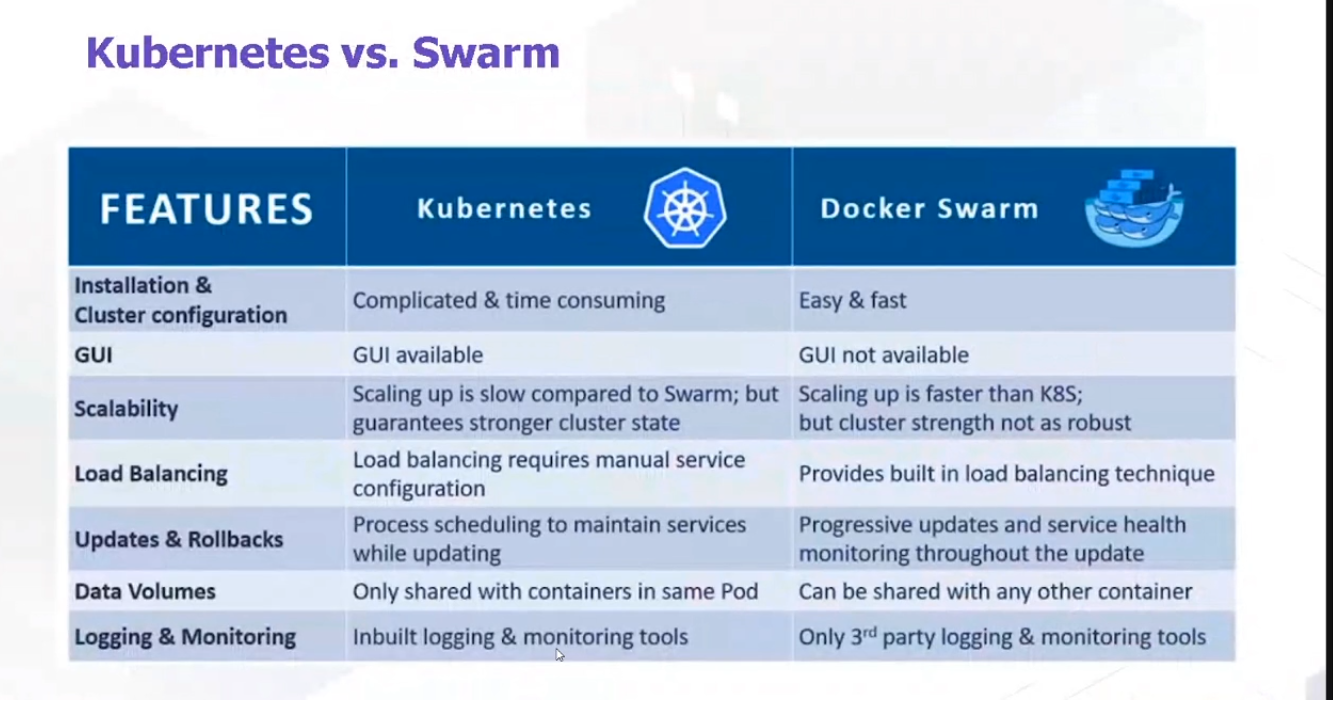 Kubernetes vs. Swarm
FEATURES
Kubernetes
Docker Swarm
Installation &
Cluster configuration
Complicated & time consuming
Easy & fast
GUI
GUI available
GUI not available
Scalability
Scaling up is slow compared to Swarm; but
guarantees stronger cluster state
Scaling up is faster than K8S;
but cluster strength not as robust
Load Balancing
Load balancing requires manual service
configuration
Provides built in load balancing technique
Updates & Rollbacks
Process scheduling to maintain services
while updating
Progressive updates and service health
monitoring throughout the update
Data Volumes
Only shared with containers in same Pod
Can be shared with any other container
Logging & Monitoring
Inbuilt logging & monitoring tools
Only 3rd party logging & monitoring tools